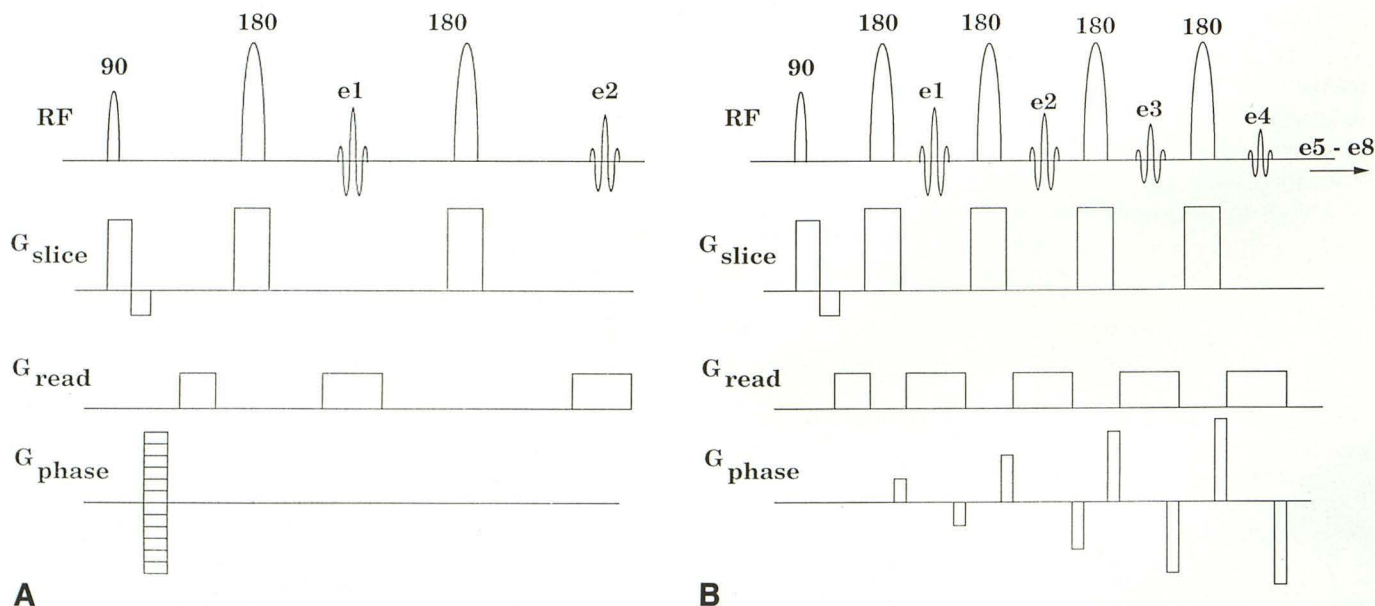 180
180
90
e1
e2
RF
G slice
G read
G phase
A
180
180
180
180
90
e1
e2
e3
e4
RF
e5 - e8
G slice
G read
G phase
B